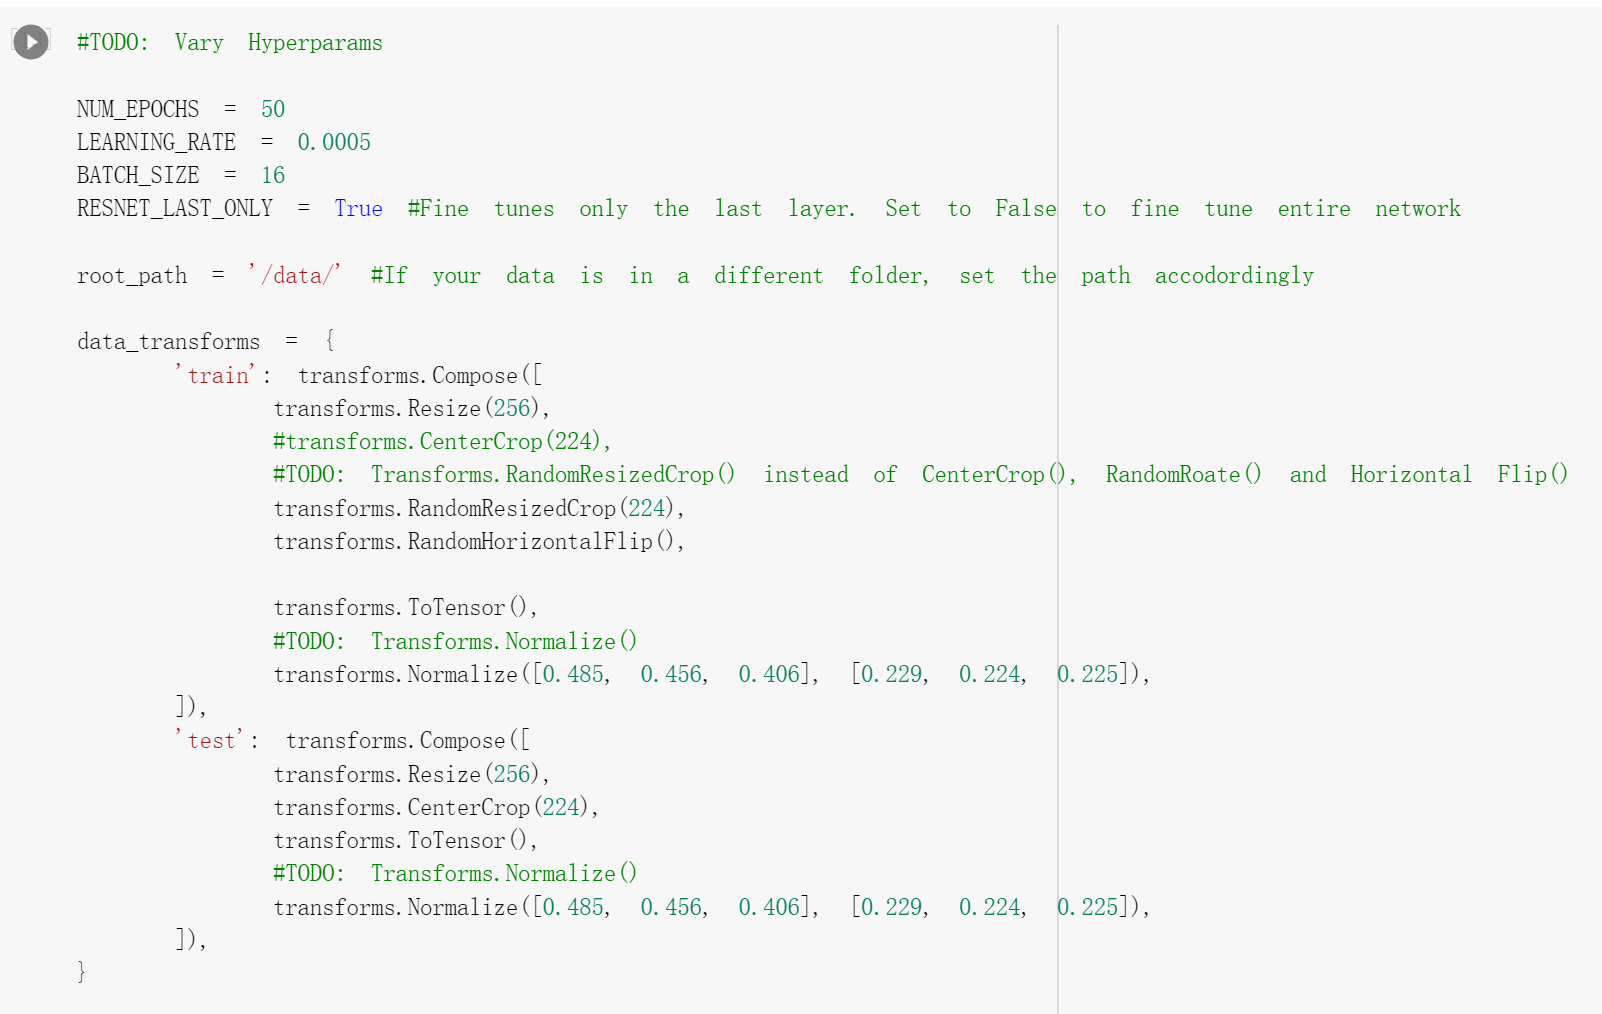 #TODO: Vary Hyperparams
NUM_EPOCHS = 50
LEARNING_RATE = 0.0005
BATCH_SIZE = 16
RESNET_LAST_ONLY = True #Fine tunes only the last layer. Set to False to fine tune entire network
root_path = '/data/' #If your data is in a different folder, set the path accodordingly
data_transforms = {
'train': transforms.Compose([
transforms.Resize(256),
#transforms.CenterCrop(224),
#TODO: Transforms.RandomResizedCrop() instead of CenterCrop(), RandomRoate() and Horizontal Flip()
transforms.RandomResizedCrop(224),
transforms.RandomHorizontalFlip(),
transforms.ToTensor(),
#TODO: Transforms.Normalize()
transforms.Normalize([0.485, 0.456, 0.406], [0.229, 0.224, 0.225]),
]),
'test': transforms.Compose([
transforms.Resize(256),
transforms.CenterCrop(224),
transforms.ToTensor(),
#TODO: Transforms.Normalize()
transforms.Normalize([0.485, 0.456, 0.406], [0.229, 0.224, 0.225]),
]),
}